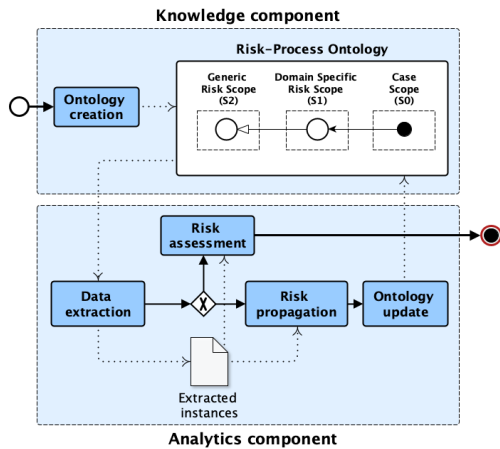 Knowledge component
Risk-Process Ontology
Generic
Risk Scope
(S2)
Domain Specific
Risk Scope
(S1)
Case
Scope
(S0)
Ontology
creation
Risk
assessment
Data
extraction
X
Risk
propagation
Ontology
update
Extracted
instances
Analytics component